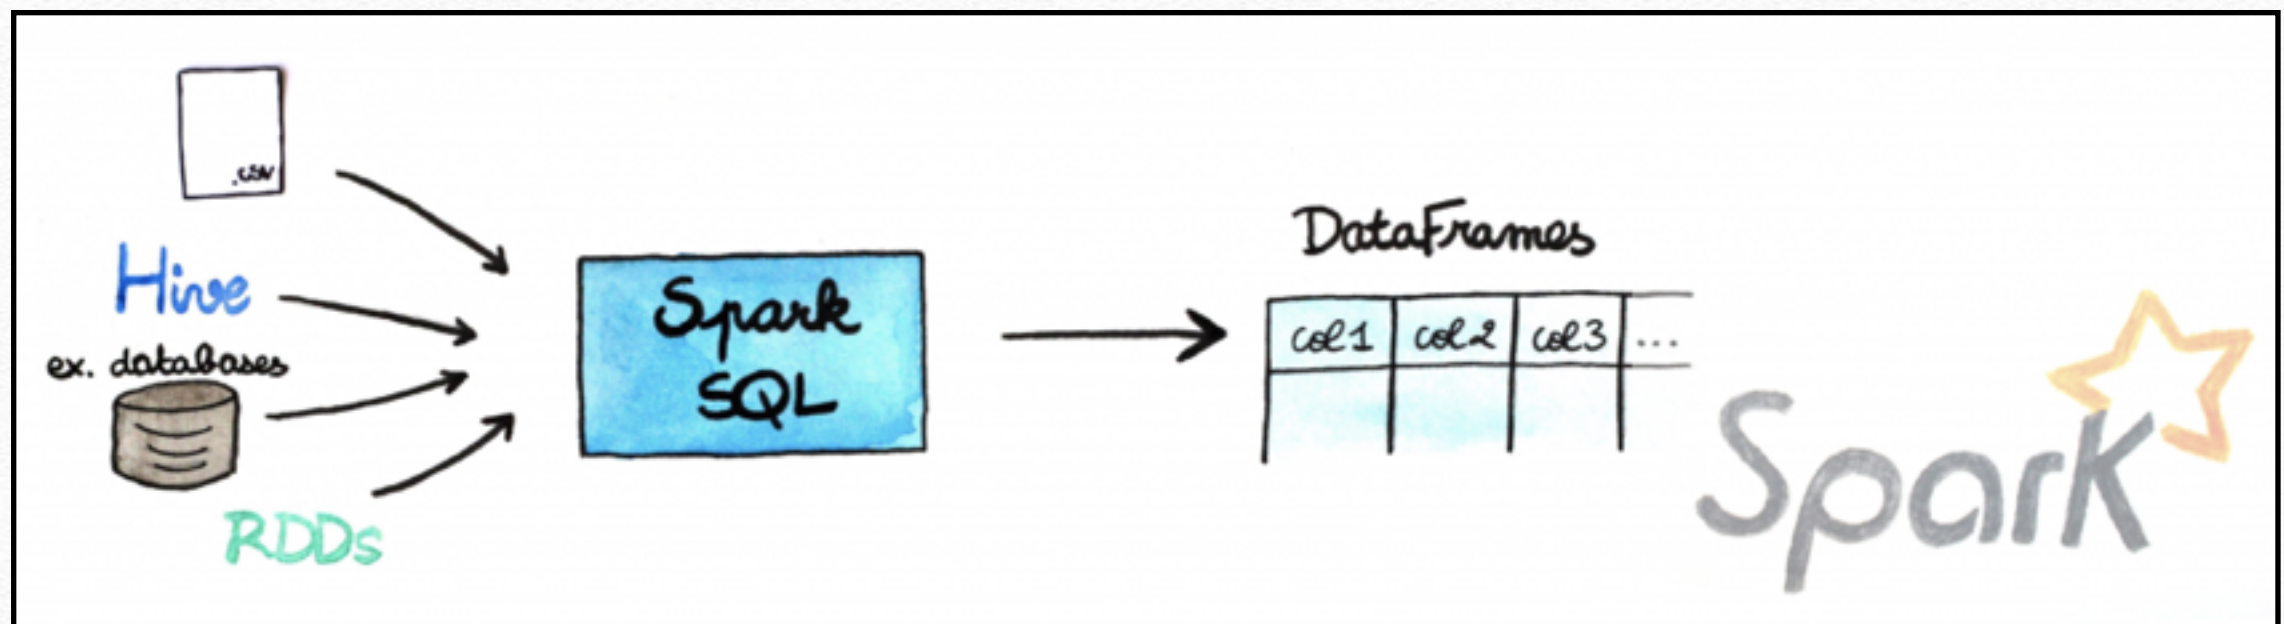 .csv
Hive
ex. databases
RDDs
Spark
SQL
DataFrames
col1 col2 col3 ...
Spark